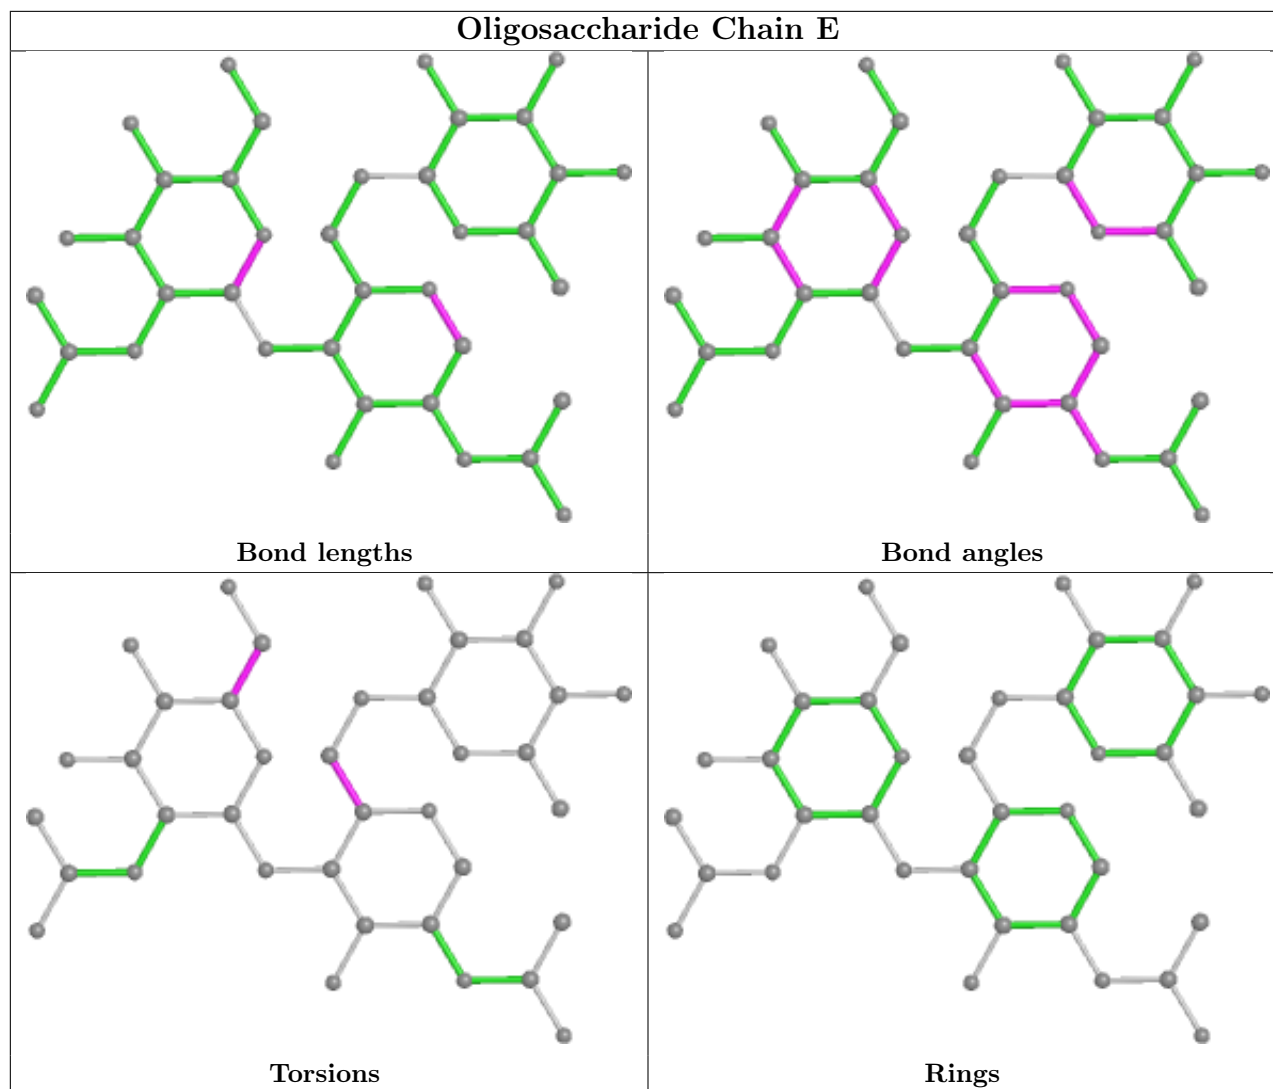 Oligosaccharide Chain E
Bond lengths
Bond angles
Torsions
Rings